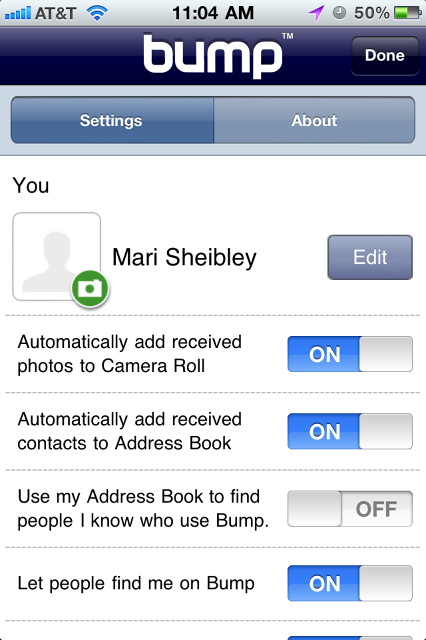 AT&T 11:04 AM 50%
bump™ Done
Settings About
You
Mari Sheibley Edit
Automatically add received
photos to Camera Roll
ON
Automatically add received
contacts to Address Book
ON
Use my Address Book to find
people I know who use Bump.
OFF
Let people find me on Bump ON